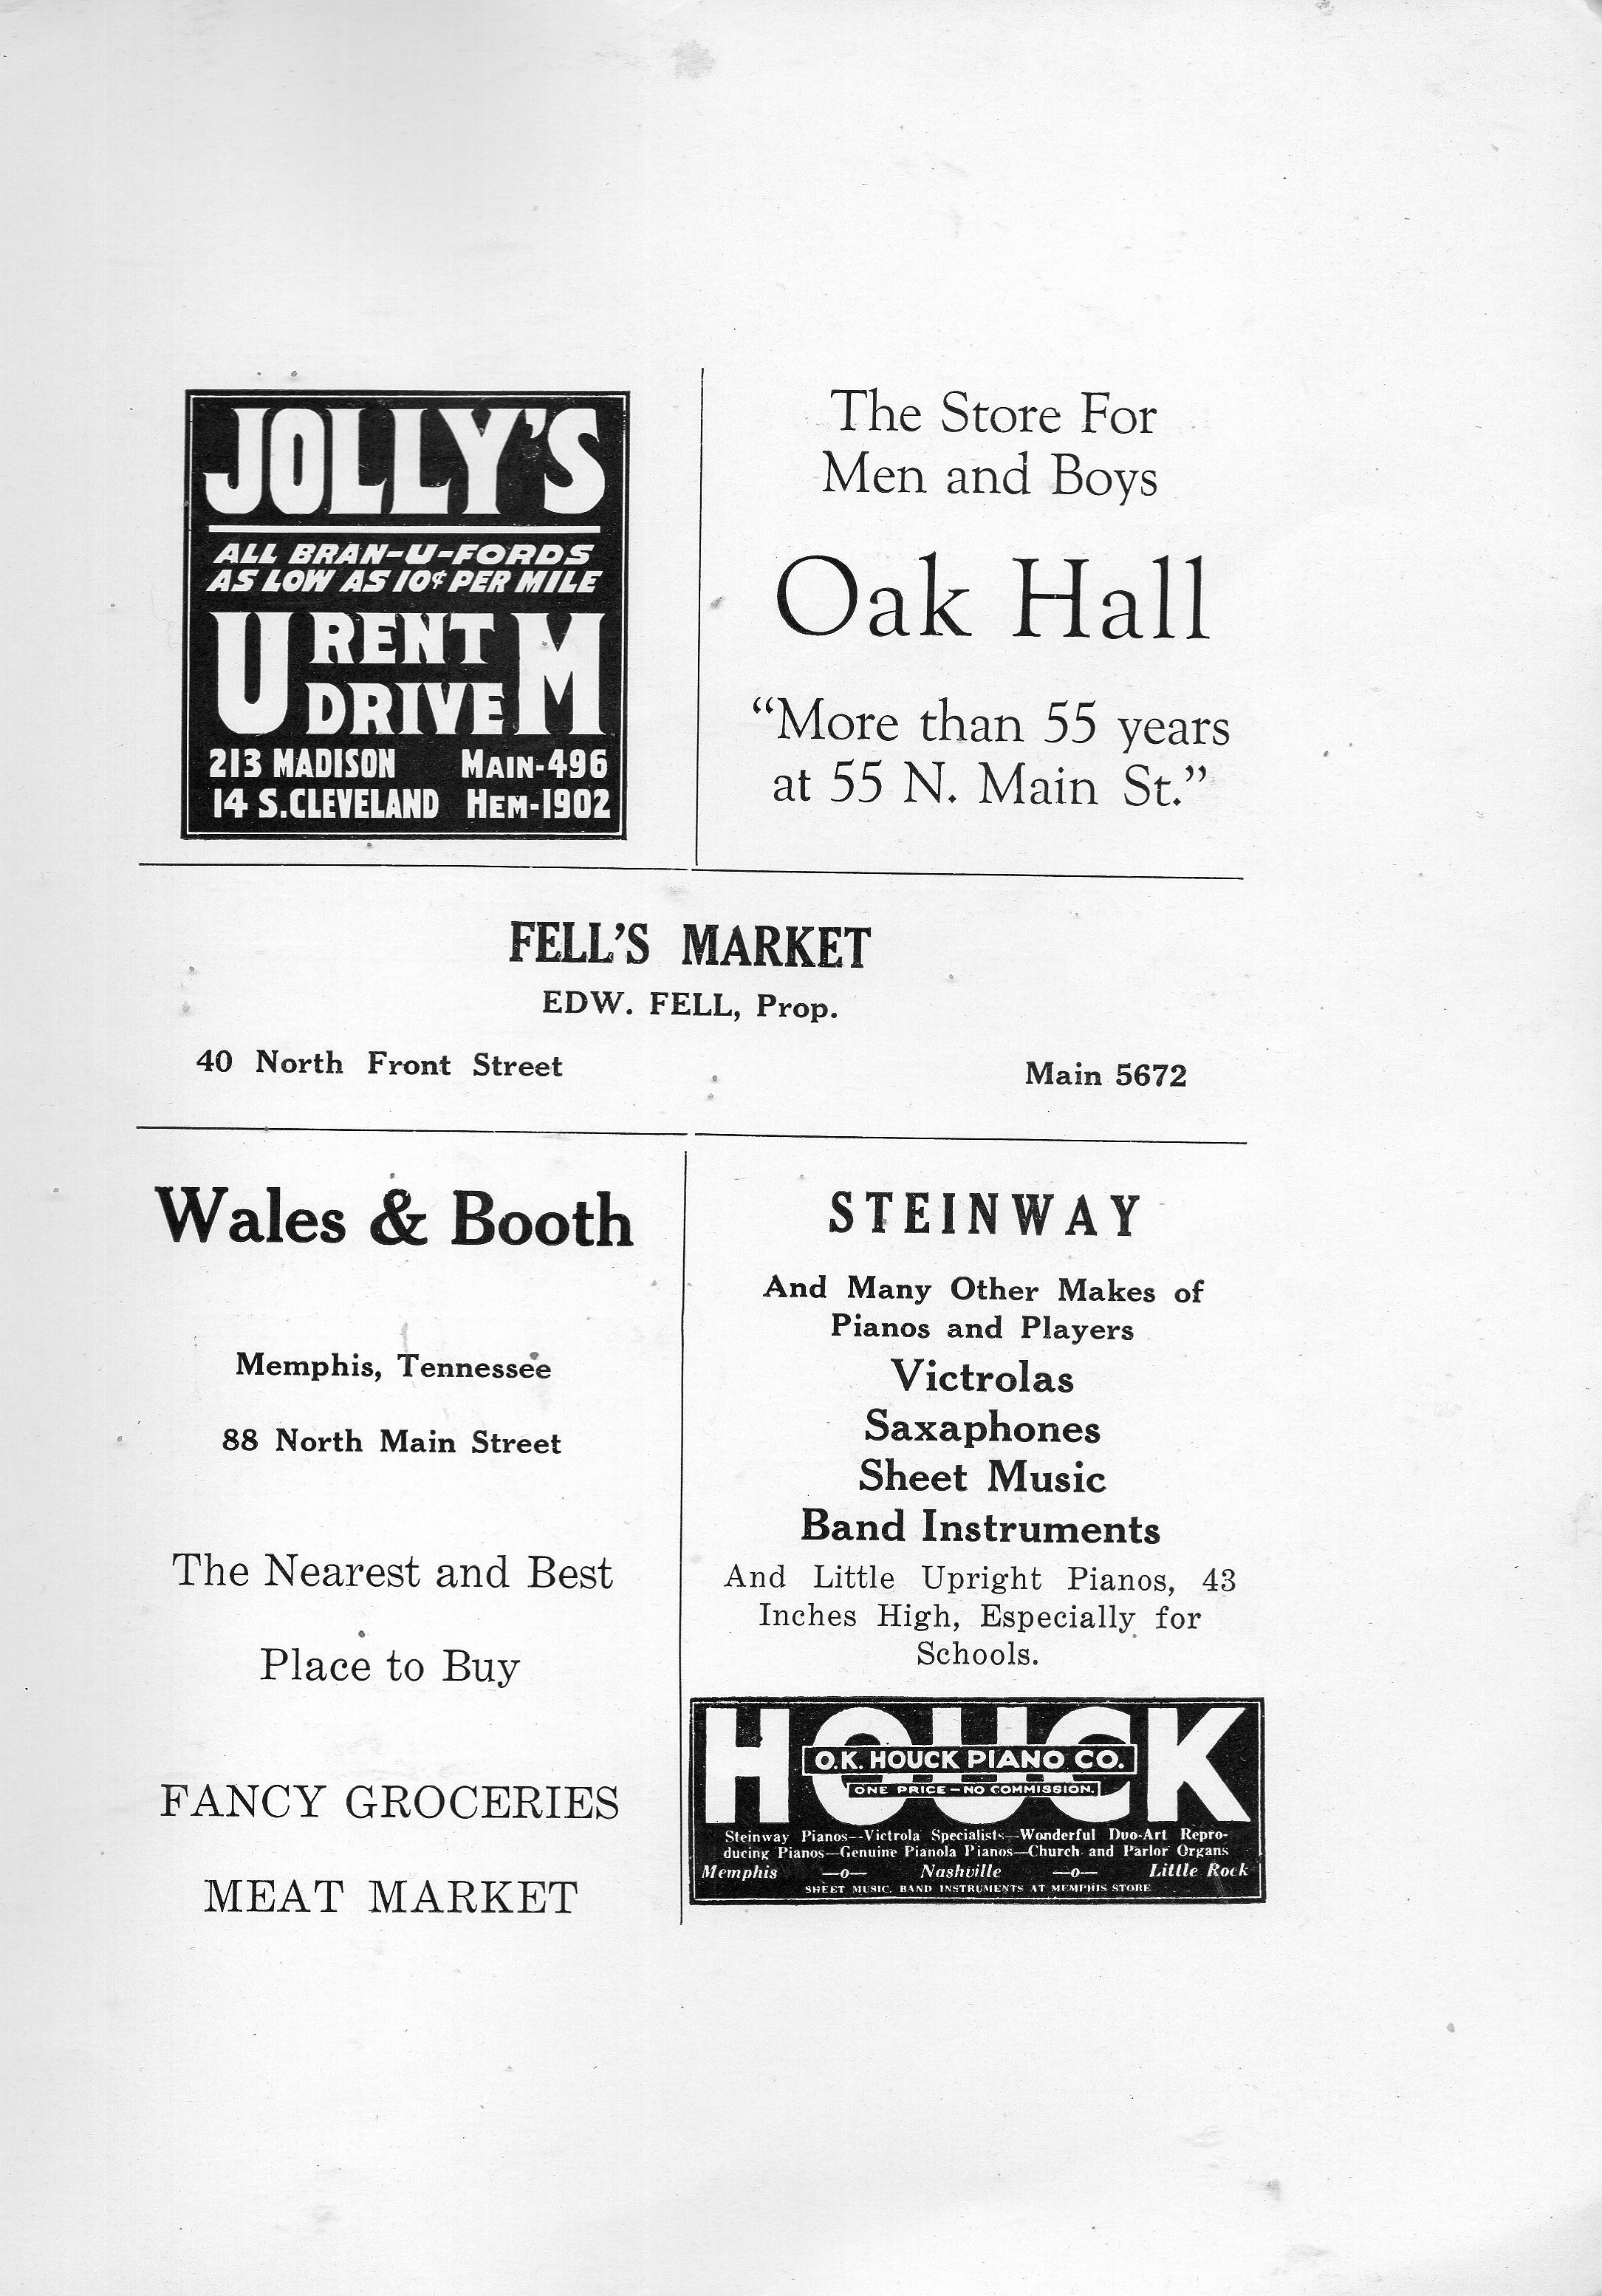 JOLLY'S
ALL BRAN-U-FORDS
AS LOW AS 10¢ PER MILE
U RENT M
DRIVE
213 MADISON MAIN-496
14 S. CLEVELAND HEM-1902
The Store For
Men and Boys
Oak Hall
“More than 55 years
at 55 N. Main St.”
FELL'S MARKET
EDW. FELL, Prop.
40 North Front Street Main 5672
Wales & Booth
Memphis, Tennessee
88 North Main Street
The Nearest and Best
Place to Buy
FANCY GROCERIES
MEAT MARKET
STEINWAY
And Many Other Makes of
Pianos and Players
Victrolas
Saxaphones
Sheet Music
Band Instruments
And Little Upright Pianos, 43
Inches High, Especially for
Schools.
HOUCK
O.K. HOUCK PIANO CO.
ONE PRICE—NO COMMISSION.
Steinway Pianos--Victrola Specialists—Wonderful Duo-Art Repro-
ducing Pianos—Genuine Pianola Pianos—Church and Parlor Organs
Memphis —o— Nashville —o— Little Rock
SHEET MUSIC. BAND INSTRUMENTS AT MEMPHIS STORE